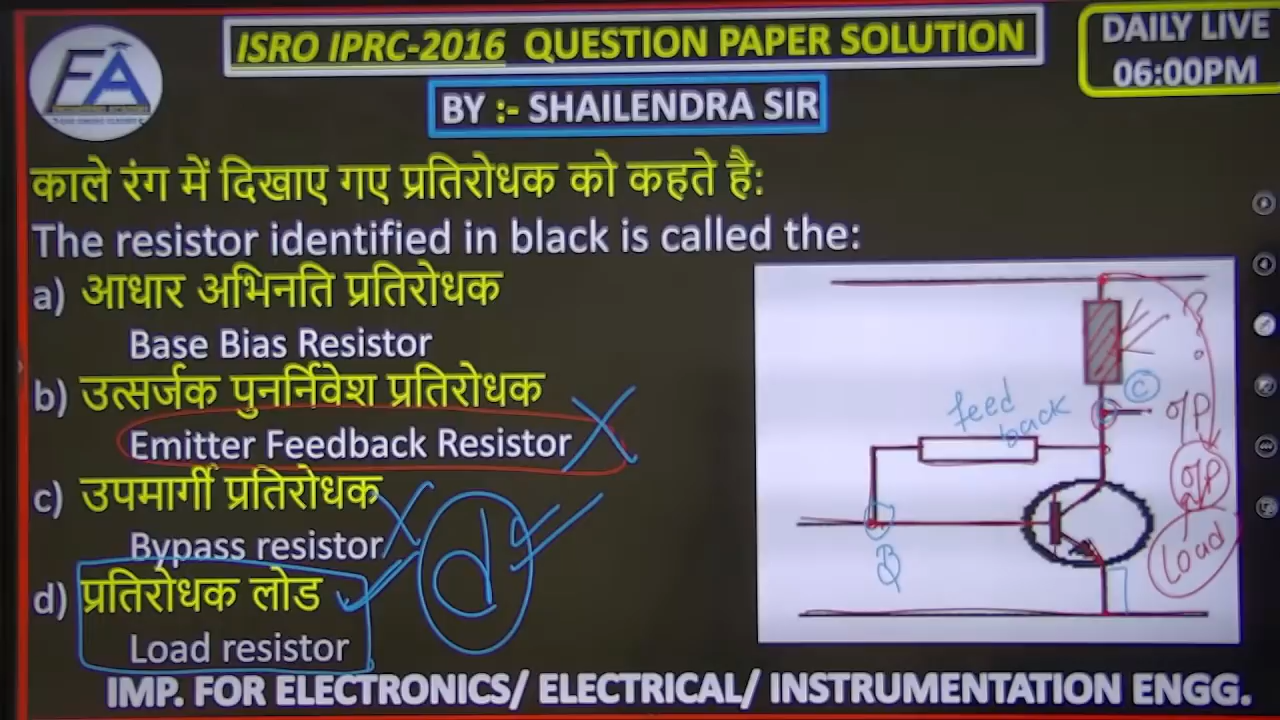 ISRO IPRC-2016 QUESTION PAPER SOLUTION
DAILY LIVE
06:00PM
EA
BY :- SHAILENDRA SIR
काले रंग में दिखाए गए प्रतिरोधक को कहते है:
The resistor identified in black is called the:
a) आधार अभिनति प्रतिरोधक
Base Bias Resistor
b) उत्सर्जक पुनर्निवेश प्रतिरोधक
Emitter Feedback Resistor
c) उपमार्गी प्रतिरोधक
Bypass resistor
d) प्रतिरोधक लोड
Load resistor
d
C
feed
back
o/p
o/p
Load
B
IMP. FOR ELECTRONICS/ ELECTRICAL/ INSTRUMENTATION ENGG.